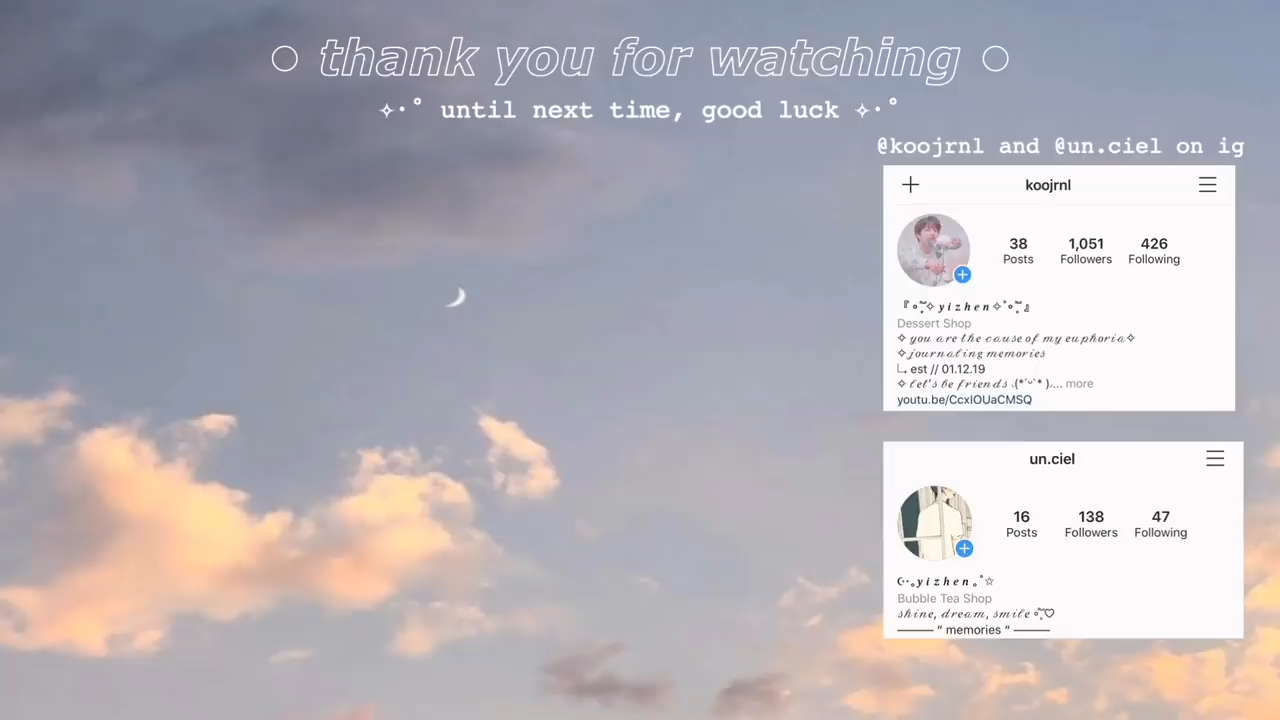 ○ thank you for watching ○
✧・゚ until next time, good luck ✧・゚
@koojrnl and @un.ciel on ig
koojrnl
38 1,051 426
Posts Followers Following
『 yizhen 』
Dessert Shop
✧ you are the cause of my euphoria ✧
✧ journaling memories
est // 01.12.19
✧ let's be friends ... more
youtu.be/CcxIOUaCMSQ
un.ciel
16 138 47
Posts Followers Following
yizhen ☆
Bubble Tea Shop
shine, dream, smile ♡
——— “ memories “ ———